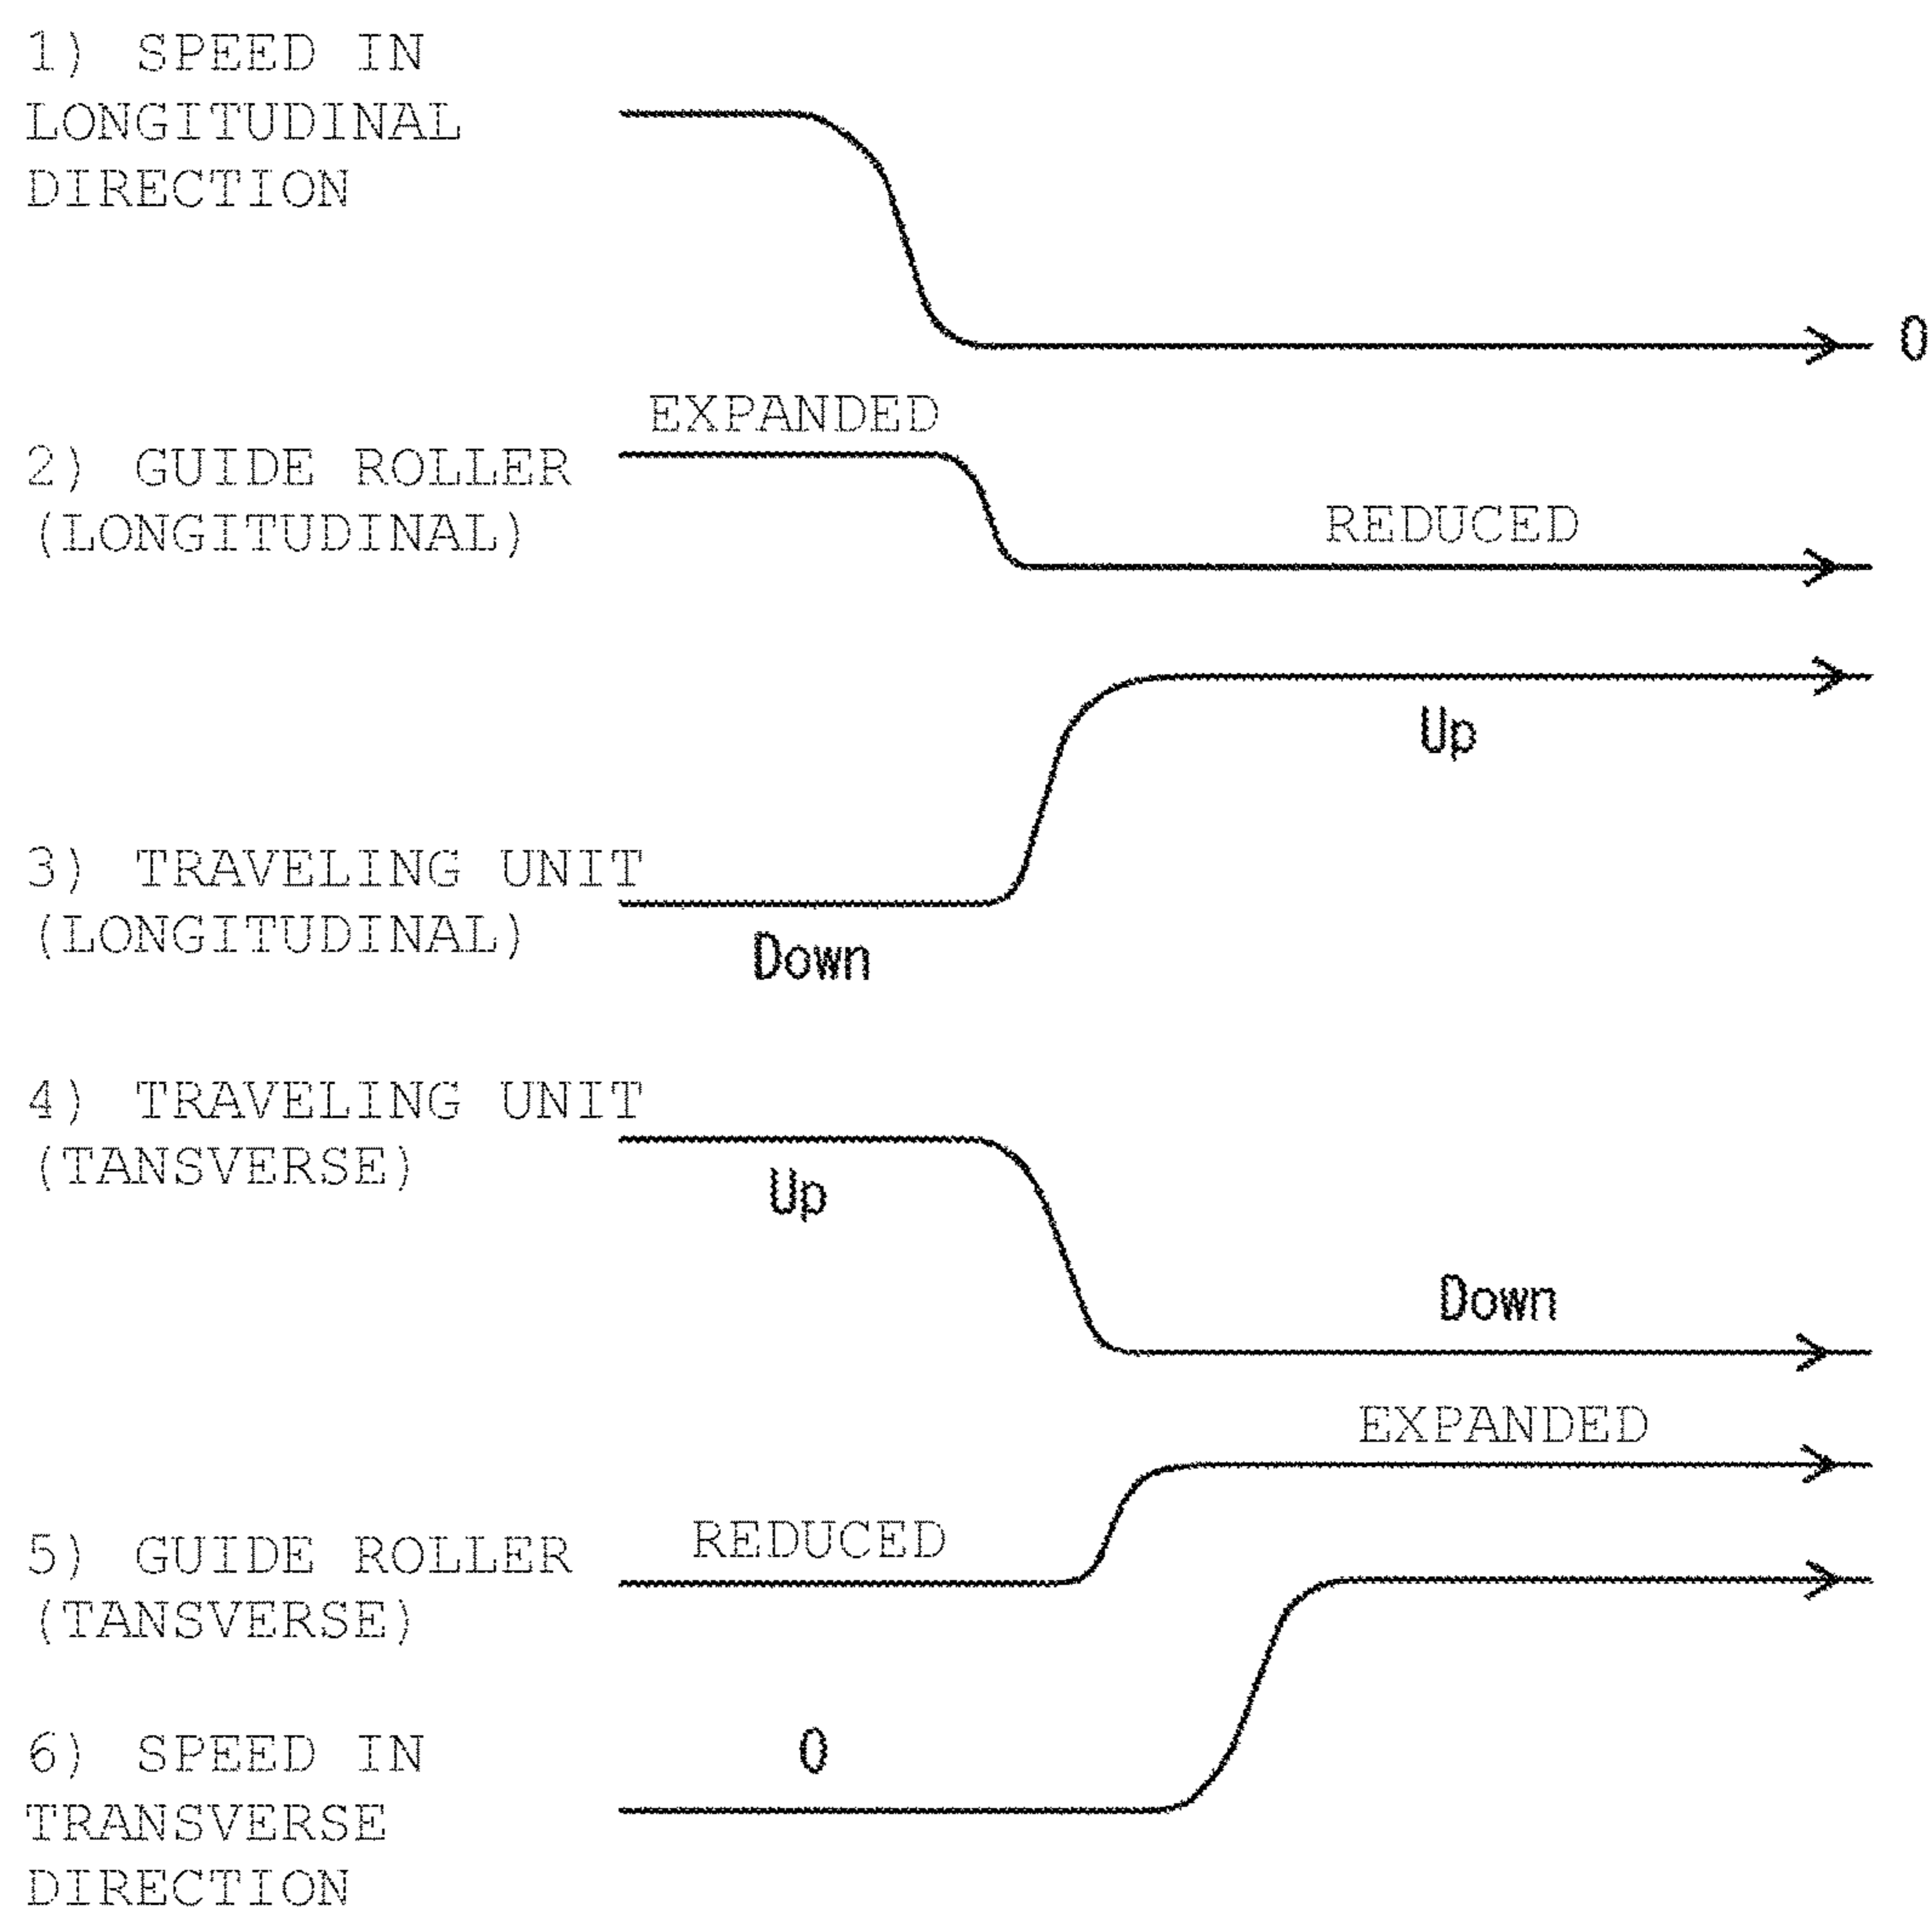 1) SPEED IN
LONGITUDINAL
DIRECTION
0
EXPANDED
2) GUIDE ROLLER
(LONGITUDINAL)
REDUCED
Up
3) TRAVELING UNIT
(LONGITUDINAL)
Down
4) TRAVELING UNIT
(TANSVERSE)
Up
Down
EXPANDED
REDUCED
5) GUIDE ROLLER
(TANSVERSE)
0
6) SPEED IN
TRANSVERSE
DIRECTION